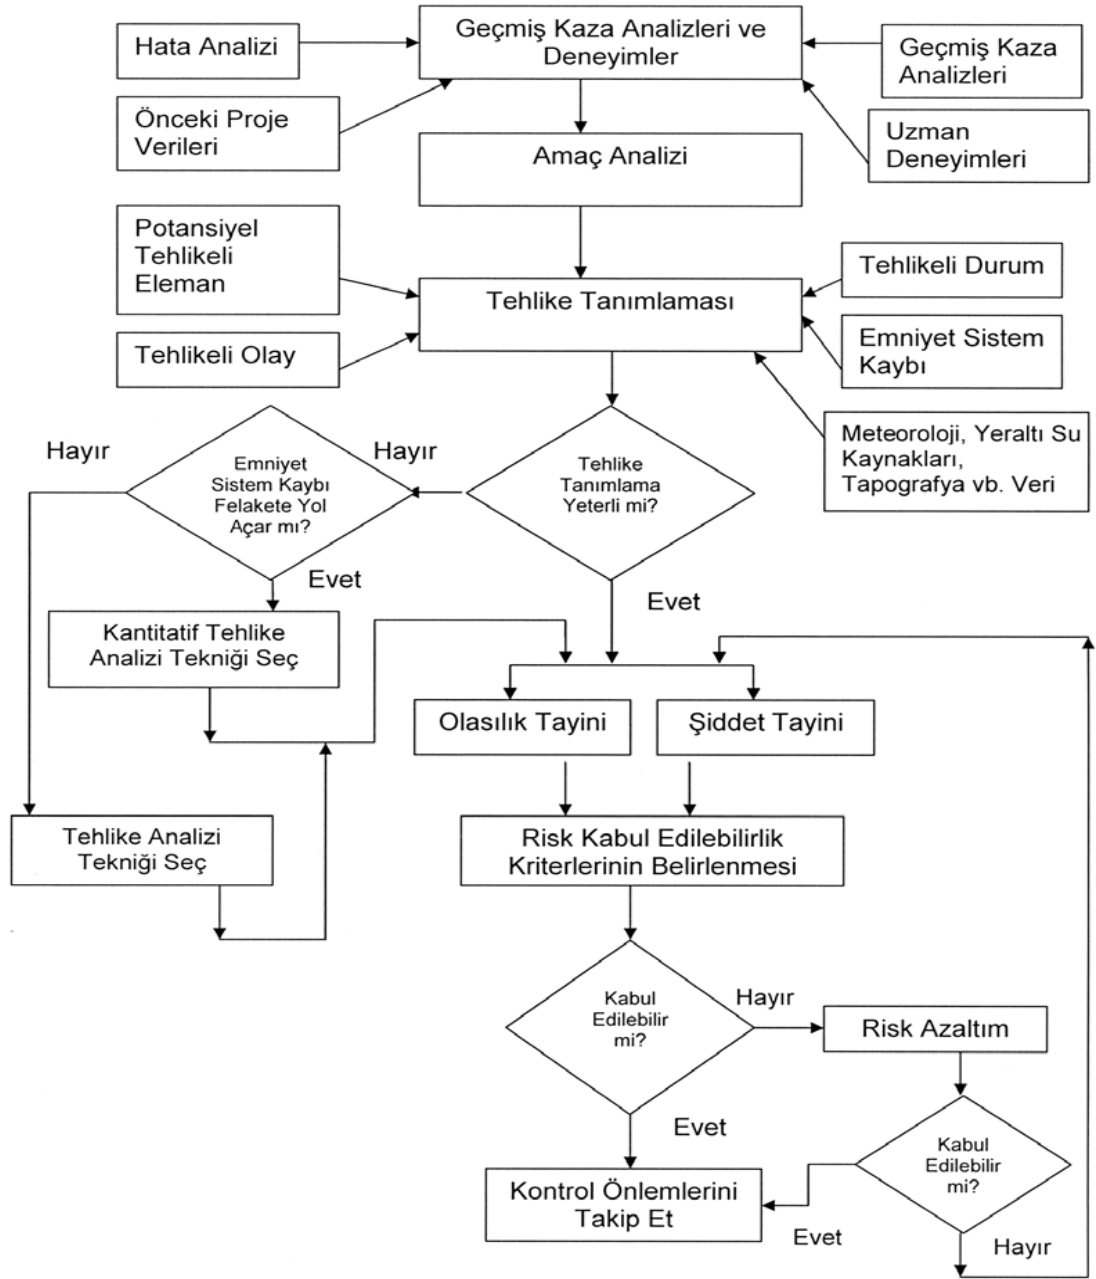 Hata Analizi
Geçmiş Kaza Analizleri ve
Deneyimler
Geçmiş Kaza
Analizleri
Önceki Proje
Verileri
Amaç Analizi
Uzman
Deneyimleri
Potansiyel
Tehlikeli
Eleman
Tehlike Tanımlaması
Tehlikeli Durum
Tehlikeli Olay
Emniyet Sistem
Kaybı
Meteoroloji, Yeraltı Su
Kaynakları,
Tapografya vb. Veri
Hayır
Emniyet
Sistem Kaybı
Felakete Yol
Açar mı?
Hayır
Tehlike
Tanımlama
Yeterli mi?
Evet
Evet
Kantitatif Tehlike
Analizi Tekniği Seç
Olasılık Tayini
Şiddet Tayini
Tehlike Analizi
Tekniği Seç
Risk Kabul Edilebilirlik
Kriterlerinin Belirlenmesi
Kabul
Edilebilir
mi?
Hayır
Risk Azaltım
Evet
Kabul
Edilebilir
mi?
Kontrol Önlemlerini
Takip Et
Evet
Hayır